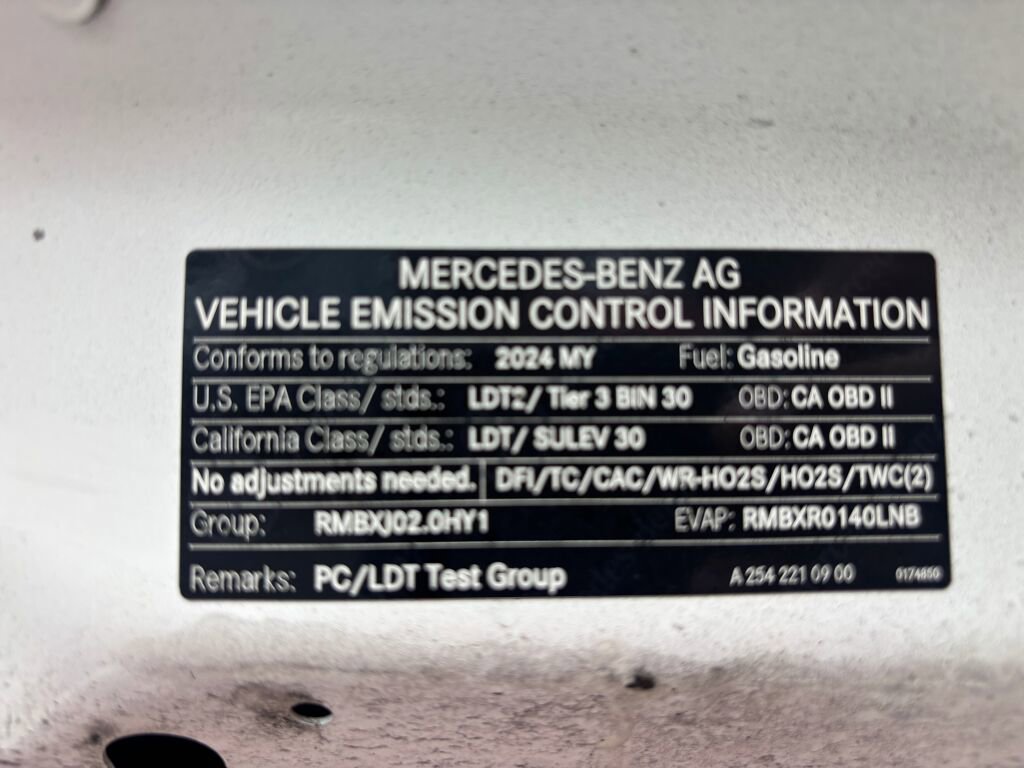 MERCEDES-BENZ AG
VEHICLE EMISSION CONTROL INFORMATION
Conforms to regulations: 2024 MY Fuel: Gasoline
U.S. EPA Class/ stds.: LDT2/ Tier 3 BIN 30 OBD: CA OBD II
California Class/ stds.: LDT/ SULEV 30 OBD: CA OBD II
No adjustments needed. DFI/TC/CAC/WR-HO2S/HO2S/TWC(2)
Group: RMBXJ02.0HY1 EVAP: RMBXR0140LNB
Remarks: PC/LDT Test Group A 254 221 09 00 0174850